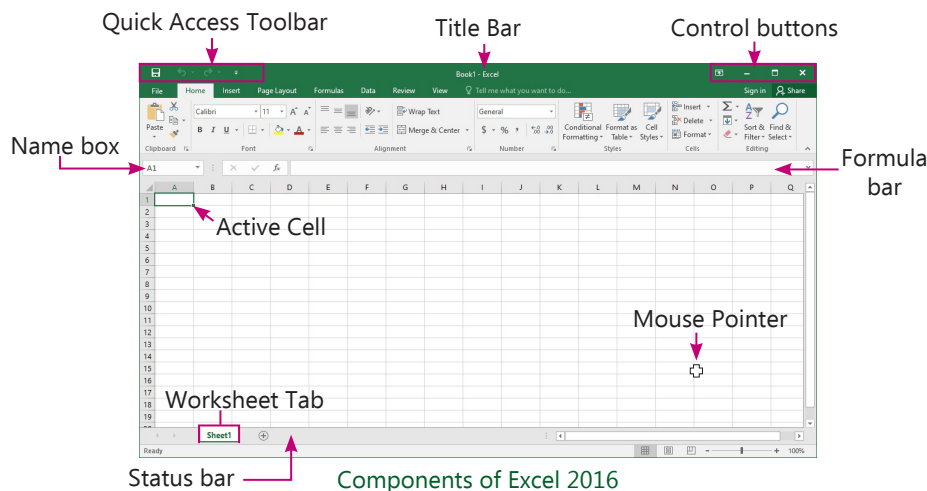 Quick Access Toolbar
Title Bar
Control buttons
Book1 - Excel
File Home Insert Page Layout Formulas Data Review View Tell me what you want to do... Sign in Share
Calibri 11 A A Wrap Text General Insert
Paste B I U A Merge & Center $ % , Conditional Formatting Format as Table Cell Styles Delete Format Sort & Filter Find & Select
Clipboard Font Alignment Number Styles Cells Editing
Name box
A1 fx
Formula bar
A B C D E F G H I J K L M N O P Q
1
2
3
Active Cell
4
5
6
7
8
9
10
11
Mouse Pointer
12
13
14
15
16
17
18
Worksheet Tab
19
Sheet1
Ready 100%
Status bar
Components of Excel 2016